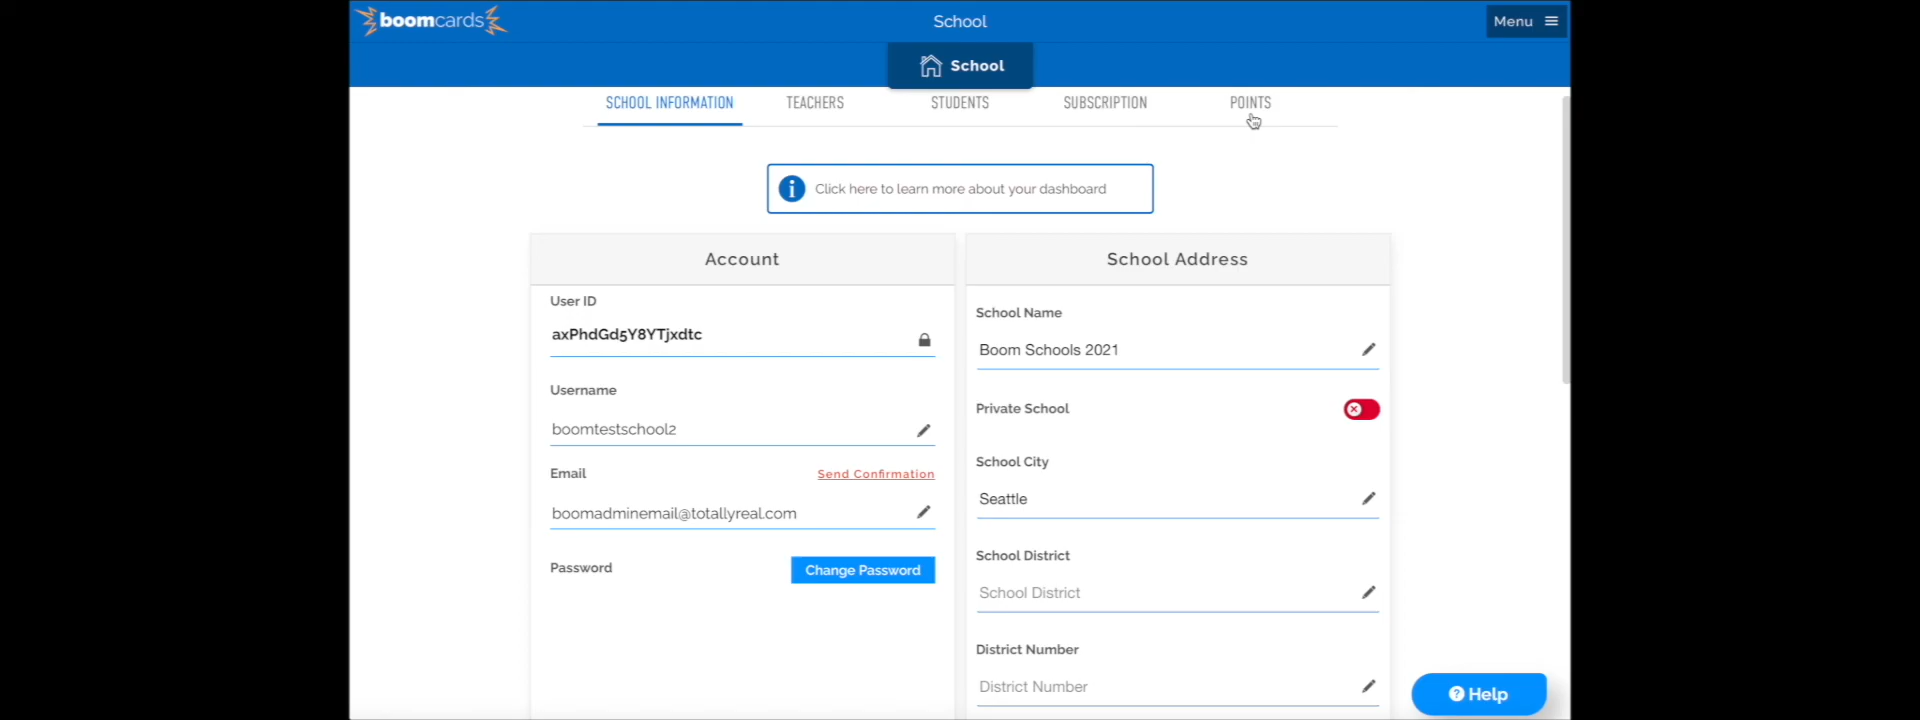 boomcards
School
Menu
School
SCHOOL INFORMATION
TEACHERS
STUDENTS
SUBSCRIPTION
POINTS
Click here to learn more about your dashboard
Account
User ID
axPhdGd5Y8YTjxdtc
Username
boomtestschool2
Email
Send Confirmation
boomadminemail@totallyreal.com
Password
Change Password
School Address
School Name
Boom Schools 2021
Private School
School City
Seattle
School District
School District
District Number
District Number
Help